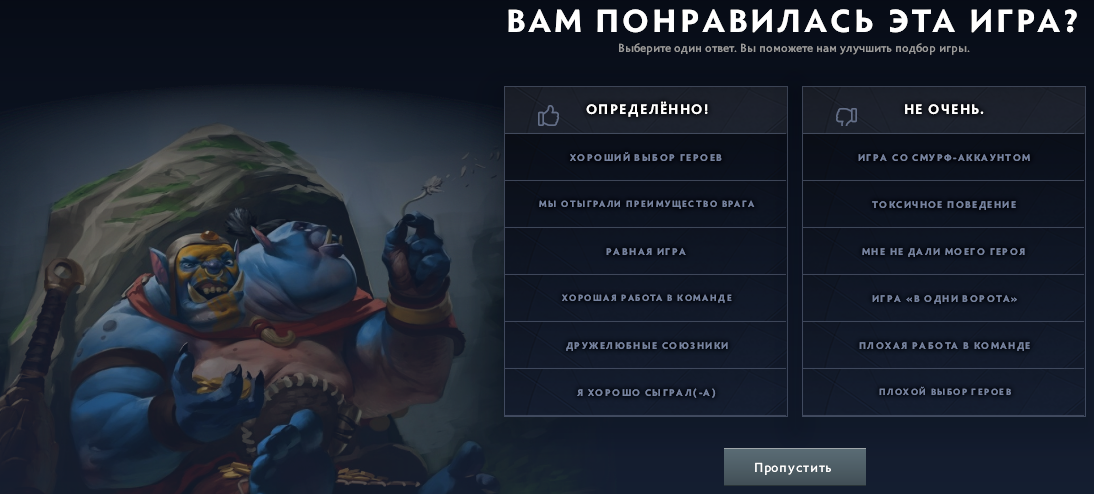 ВАМ ПОНРАВИЛАСЬ ЭТА ИГРА?
Выберите один ответ. Вы поможете нам улучшить подбор игры.
ОПРЕДЕЛЁННО!
ХОРОШИЙ ВЫБОР ГЕРОЕВ
МЫ ОТЫГРАЛИ ПРЕИМУЩЕСТВО ВРАГА
РАВНАЯ ИГРА
ХОРОШАЯ РАБОТА В КОМАНДЕ
ДРУЖЕЛЮБНЫЕ СОЮЗНИКИ
Я ХОРОШО СЫГРАЛ(-А)
НЕ ОЧЕНЬ.
ИГРА СО СМУРФ-АККАУНТОМ
ТОКСИЧНОЕ ПОВЕДЕНИЕ
МНЕ НЕ ДАЛИ МОЕГО ГЕРОЯ
ИГРА «В ОДНИ ВОРОТА»
ПЛОХАЯ РАБОТА В КОМАНДЕ
ПЛОХОЙ ВЫБОР ГЕРОЕВ
Пропустить